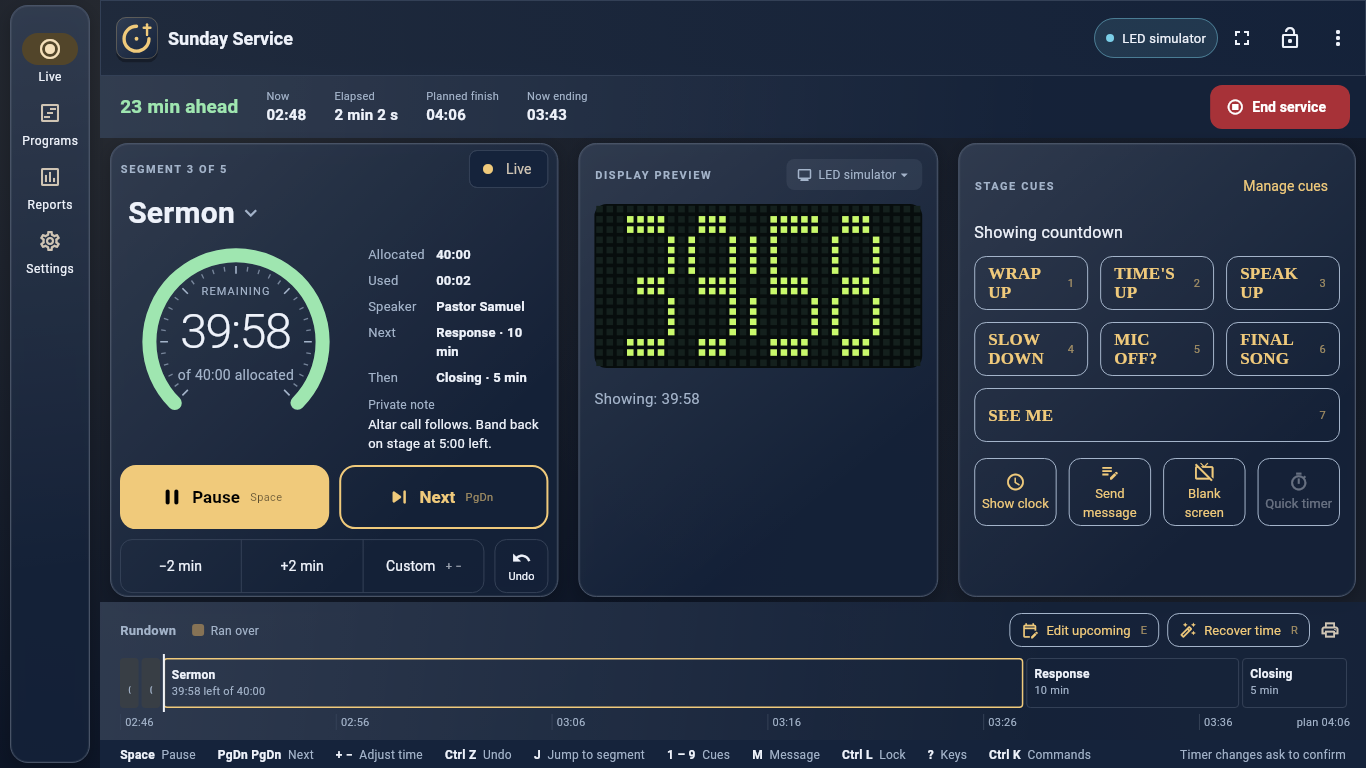 Sunday Service
LED simulator
Live
Programs
Reports
Settings
23 min ahead
Now
02:48
Elapsed
2 min 2 s
Planned finish
04:06
Now ending
03:43
End service
SEGMENT 3 OF 5
Live
Sermon
REMAINING
39:58
of 40:00 allocated
Allocated 40:00
Used 00:02
Speaker Pastor Samuel
Next Response · 10
min
Then Closing · 5 min
Private note
Altar call follows. Band back
on stage at 5:00 left.
Pause Space
Next PgDn
−2 min
+2 min
Custom + −
Undo
DISPLAY PREVIEW
LED simulator
39:58
Showing: 39:58
STAGE CUES
Manage cues
Showing countdown
WRAP
UP
1
TIME'S
UP
2
SPEAK
UP
3
SLOW
DOWN
4
MIC
OFF?
5
FINAL
SONG
6
SEE ME 7
Show clock
Send
message
Blank
screen
Quick timer
Rundown
Ran over
Edit upcoming E
Recover time R
Sermon
39:58 left of 40:00
Response
10 min
Closing
5 min
02:46 02:56 03:06 03:16 03:26 03:36 plan 04:06
Space Pause PgDn PgDn Next + − Adjust time Ctrl Z Undo J Jump to segment 1 – 9 Cues M Message Ctrl L Lock ? Keys Ctrl K Commands Timer changes ask to confirm